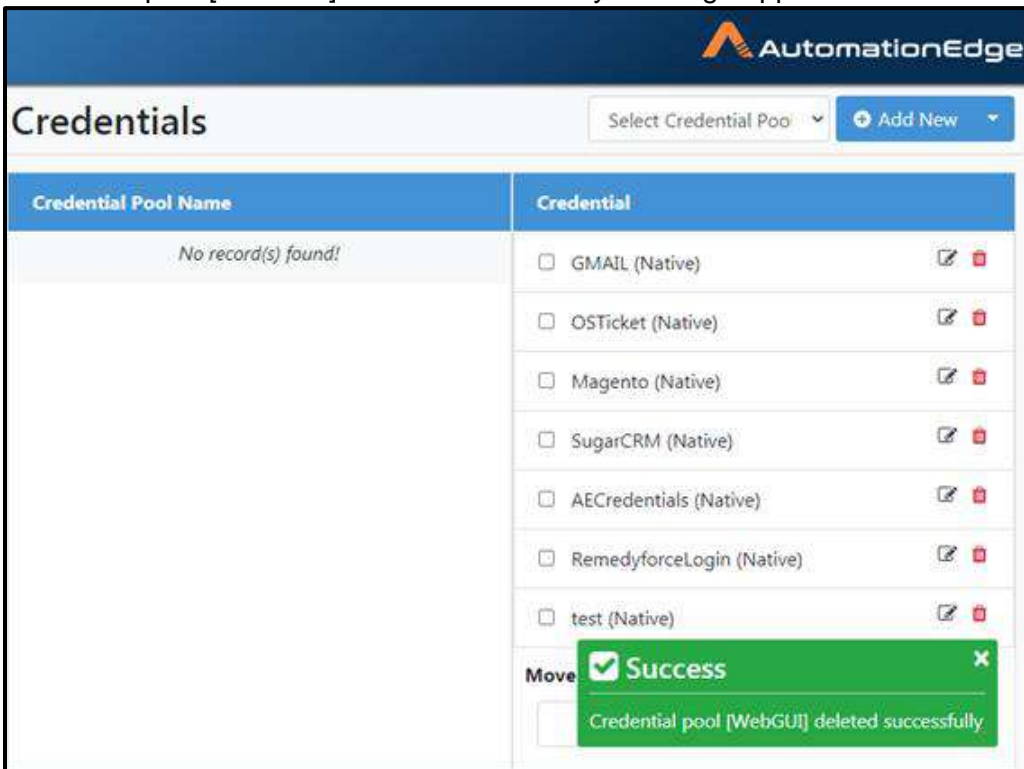 AutomationEdge
Credentials
Select Credential Poo
Add New
Credential Pool Name
Credential
No record(s) found!
GMAIL (Native)
OSTicket (Native)
Magento (Native)
SugarCRM (Native)
AECredentials (Native)
RemedyforceLogin (Native)
test (Native)
Move
Success
Credential pool [WebGUI] deleted successfully